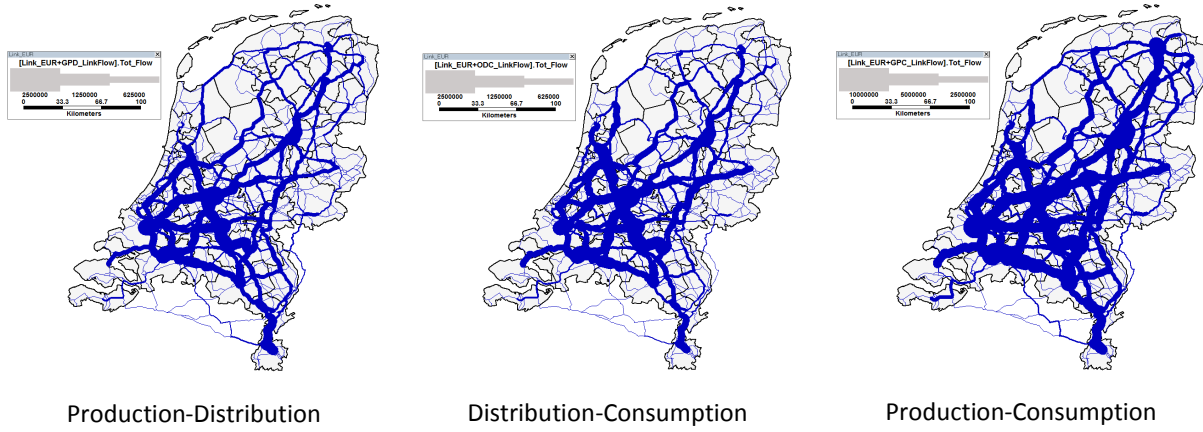 Link_EUR
[Link_EUR+GPD_LinkFlow].Tot_Flow
2500000 1250000 625000
0 33.3 66.7 100
Kilometers
Link_EUR
[Link_EUR+ODC_LinkFlow].Tot_Flow
2500000 1250000 625000
0 33.3 66.7 100
Kilometers
Link_EUR
[Link_EUR+GPC_LinkFlow].Tot_Flow
10000000 5000000 2500000
0 33.3 66.7 100
Kilometers
Production-Distribution
Distribution-Consumption
Production-Consumption